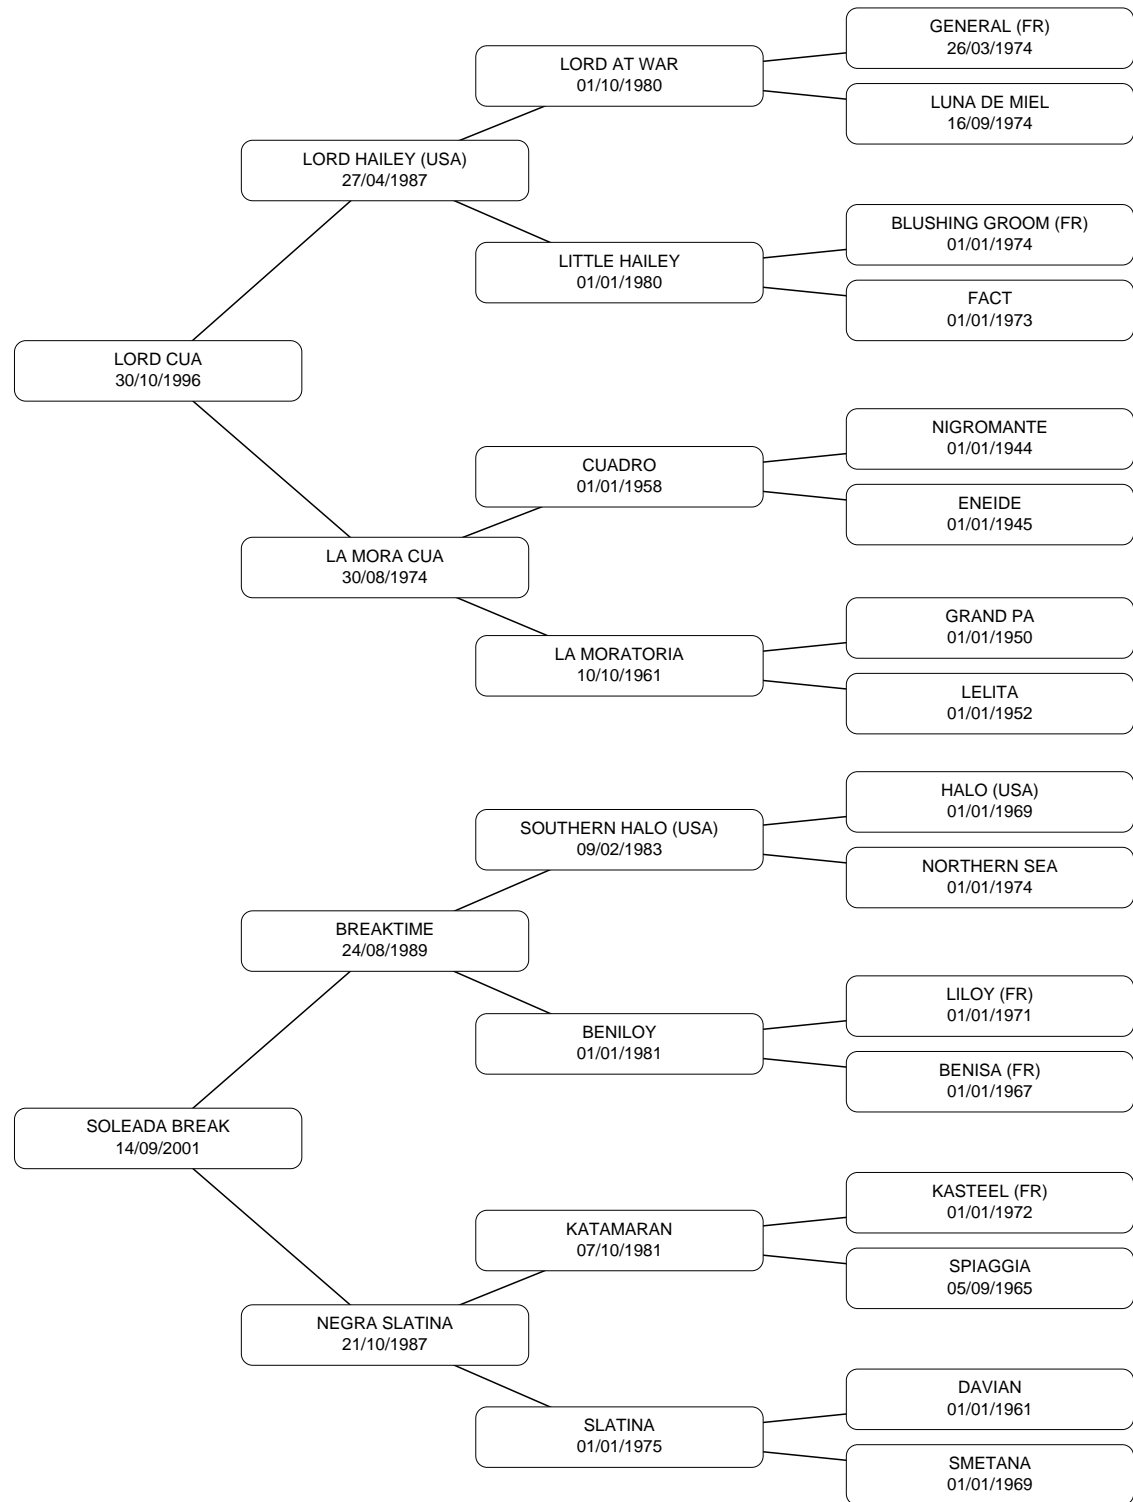 GENERAL (FR)
26/03/1974
LORD AT WAR
01/10/1980
LUNA DE MIEL
16/09/1974
LORD HAILEY (USA)
27/04/1987
BLUSHING GROOM (FR)
01/01/1974
LITTLE HAILEY
01/01/1980
FACT
01/01/1973
LORD CUA
30/10/1996
NIGROMANTE
01/01/1944
CUADRO
01/01/1958
ENEIDE
01/01/1945
LA MORA CUA
30/08/1974
GRAND PA
01/01/1950
LA MORATORIA
10/10/1961
LELITA
01/01/1952
HALO (USA)
01/01/1969
SOUTHERN HALO (USA)
09/02/1983
NORTHERN SEA
01/01/1974
BREAKTIME
24/08/1989
LILOY (FR)
01/01/1971
BENILOY
01/01/1981
BENISA (FR)
01/01/1967
SOLEADA BREAK
14/09/2001
KASTEEL (FR)
01/01/1972
KATAMARAN
07/10/1981
SPIAGGIA
05/09/1965
NEGRA SLATINA
21/10/1987
DAVIAN
01/01/1961
SLATINA
01/01/1975
SMETANA
01/01/1969